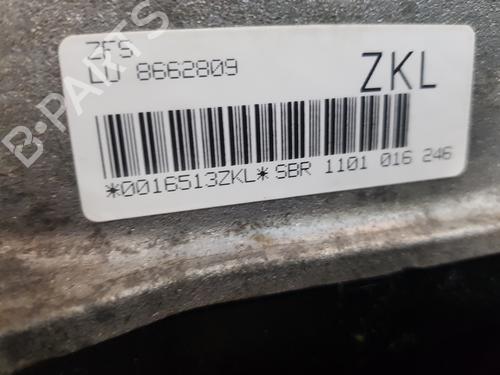 ZFS
LU 8662809
ZKL
*0016513ZKL* SBR 1101 016 246
B-PARTS